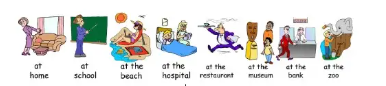 at home
at school
at the beach
at the hospital
at the restaurant
at the museum
at the bank
at the zoo